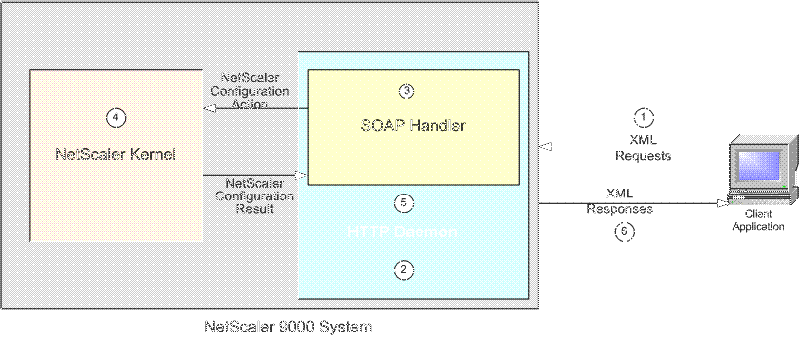 NetScaler
Configuration
Action
3
SOAP Handler
4
NetScaler Kernel
1
XML
Requests
NetScaler
Configuration
Result
5
HTTP Daemon
XML
Responses
6
Client
Application
2
NetScaler 9000 System